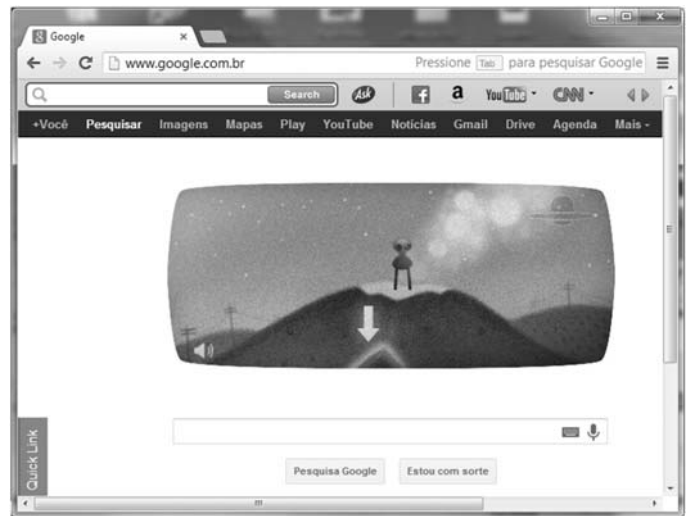 Google
www.google.com.br Pressione Tab para pesquisar Google
Search Ask a YouTube CNN
+Você Pesquisar Imagens Mapas Play YouTube Notícias Gmail Drive Agenda Mais
Quick Link
Pesquisa Google Estou com sorte